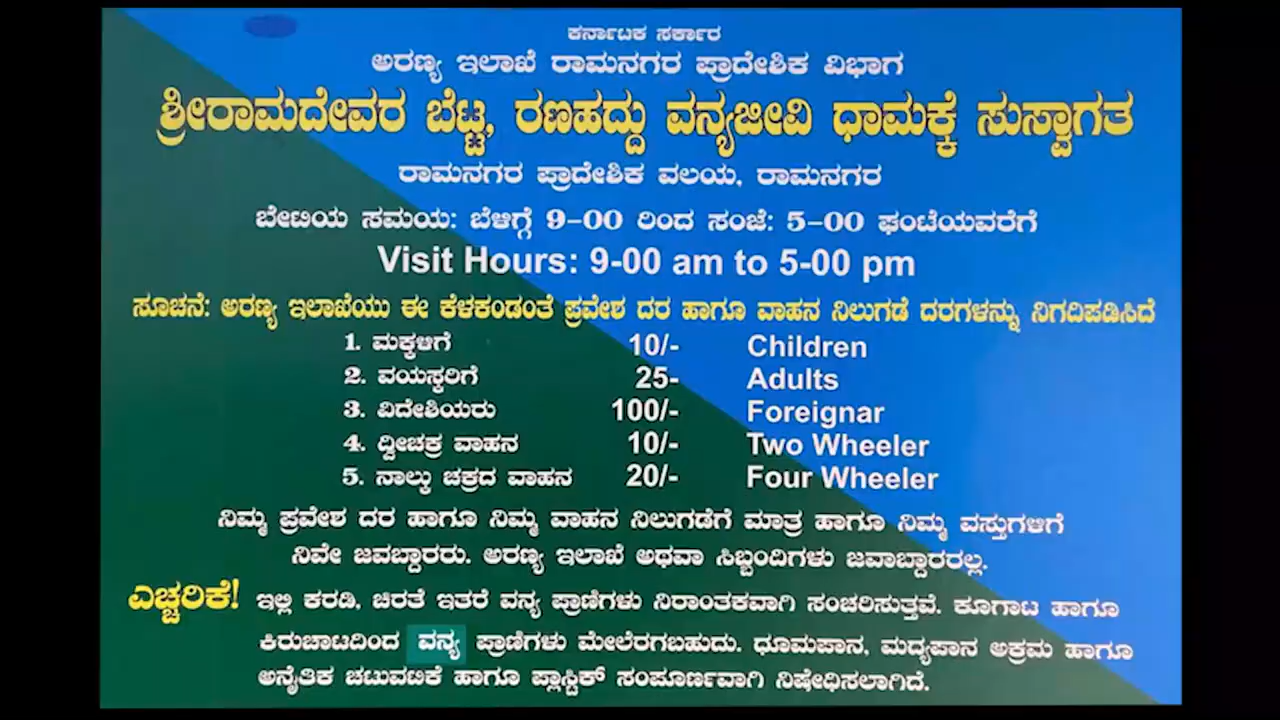 ಕರ್ನಾಟಕ ಸರ್ಕಾರ
ಅರಣ್ಯ ಇಲಾಖೆ ರಾಮನಗರ ಪ್ರಾದೇಶಿಕ ವಿಭಾಗ
ಶ್ರೀರಾಮದೇವರ ಬೆಟ್ಟ, ರಣಹದ್ದು ವನ್ಯಜೀವಿ ಧಾಮಕ್ಕೆ ಸುಸ್ವಾಗತ
ರಾಮನಗರ ಪ್ರಾದೇಶಿಕ ವಲಯ, ರಾಮನಗರ
ಬೇಟಿಯ ಸಮಯ: ಬೆಳಿಗ್ಗೆ 9-00 ರಿಂದ ಸಂಜೆ: 5-00 ಘಂಟೆಯವರೆಗೆ
Visit Hours: 9-00 am to 5-00 pm
ಸೂಚನೆ: ಅರಣ್ಯ ಇಲಾಖೆಯು ಈ ಕೆಳಕಂಡಂತೆ ಪ್ರವೇಶ ದರ ಹಾಗೂ ವಾಹನ ನಿಲುಗಡೆ ದರಗಳನ್ನು ನಿಗದಿಪಡಿಸಿದೆ
1. ಮಕ್ಕಳಿಗೆ 10/- Children
2. ವಯಸ್ಕರಿಗೆ 25- Adults
3. ವಿದೇಶಿಯರು 100/- Foreignar
4. ದ್ವೀಚಕ್ರ ವಾಹನ 10/- Two Wheeler
5. ನಾಲ್ಕು ಚಕ್ರದ ವಾಹನ 20/- Four Wheeler
ನಿಮ್ಮ ಪ್ರವೇಶ ದರ ಹಾಗೂ ನಿಮ್ಮ ವಾಹನ ನಿಲುಗಡೆಗೆ ಮಾತ್ರ ಹಾಗೂ ನಿಮ್ಮ ವಸ್ತುಗಳಿಗೆ
ನಿವೇ ಜವಬ್ದಾರರು. ಅರಣ್ಯ ಇಲಾಖೆ ಅಥವಾ ಸಿಬ್ಬಂದಿಗಳು ಜವಾಬ್ದಾರರಲ್ಲ.
ಎಚ್ಚರಿಕೆ! ಇಲ್ಲಿ ಕರಡಿ, ಚಿರತೆ ಇತರೆ ವನ್ಯ ಪ್ರಾಣಿಗಳು ನಿರಾಂತಕವಾಗಿ ಸಂಚರಿಸುತ್ತವೆ. ಕೂಗಾಟ ಹಾಗೂ
ಕಿರುಚಾಟದಿಂದ ವನ್ಯ ಪ್ರಾಣಿಗಳು ಮೇಲೆರಗಬಹುದು. ಧೂಮಪಾನ, ಮದ್ಯಪಾನ ಅಕ್ರಮ ಹಾಗೂ
ಅನೈತಿಕ ಚಟುವಟಿಕೆ ಹಾಗೂ ಪ್ಲಾಸ್ಟಿಕ್ ಸಂಪೂರ್ಣವಾಗಿ ನಿಷೇಧಿಸಲಾಗಿದೆ.